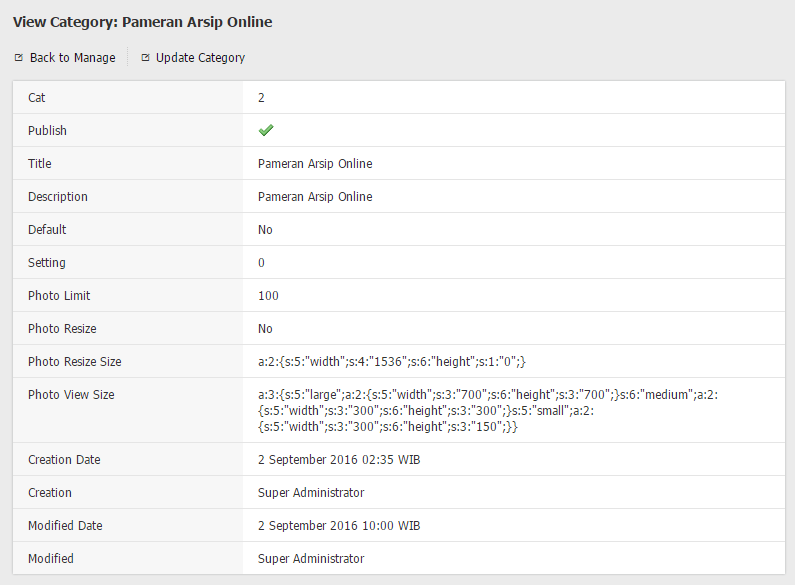 View Category: Pameran Arsip Online
Back to Manage Update Category
Cat 2
Publish
Title Pameran Arsip Online
Description Pameran Arsip Online
Default No
Setting 0
Photo Limit 100
Photo Resize No
Photo Resize Size a:2:{s:5:"width";s:4:"1536";s:6:"height";s:1:"0";}
Photo View Size a:3:{s:5:"large";a:2:{s:5:"width";s:3:"700";s:6:"height";s:3:"700";}s:6:"medium";a:2:
{s:5:"width";s:3:"300";s:6:"height";s:3:"300";}s:5:"small";a:2:
{s:5:"width";s:3:"300";s:6:"height";s:3:"150";}}
Creation Date 2 September 2016 02:35 WIB
Creation Super Administrator
Modified Date 2 September 2016 10:00 WIB
Modified Super Administrator